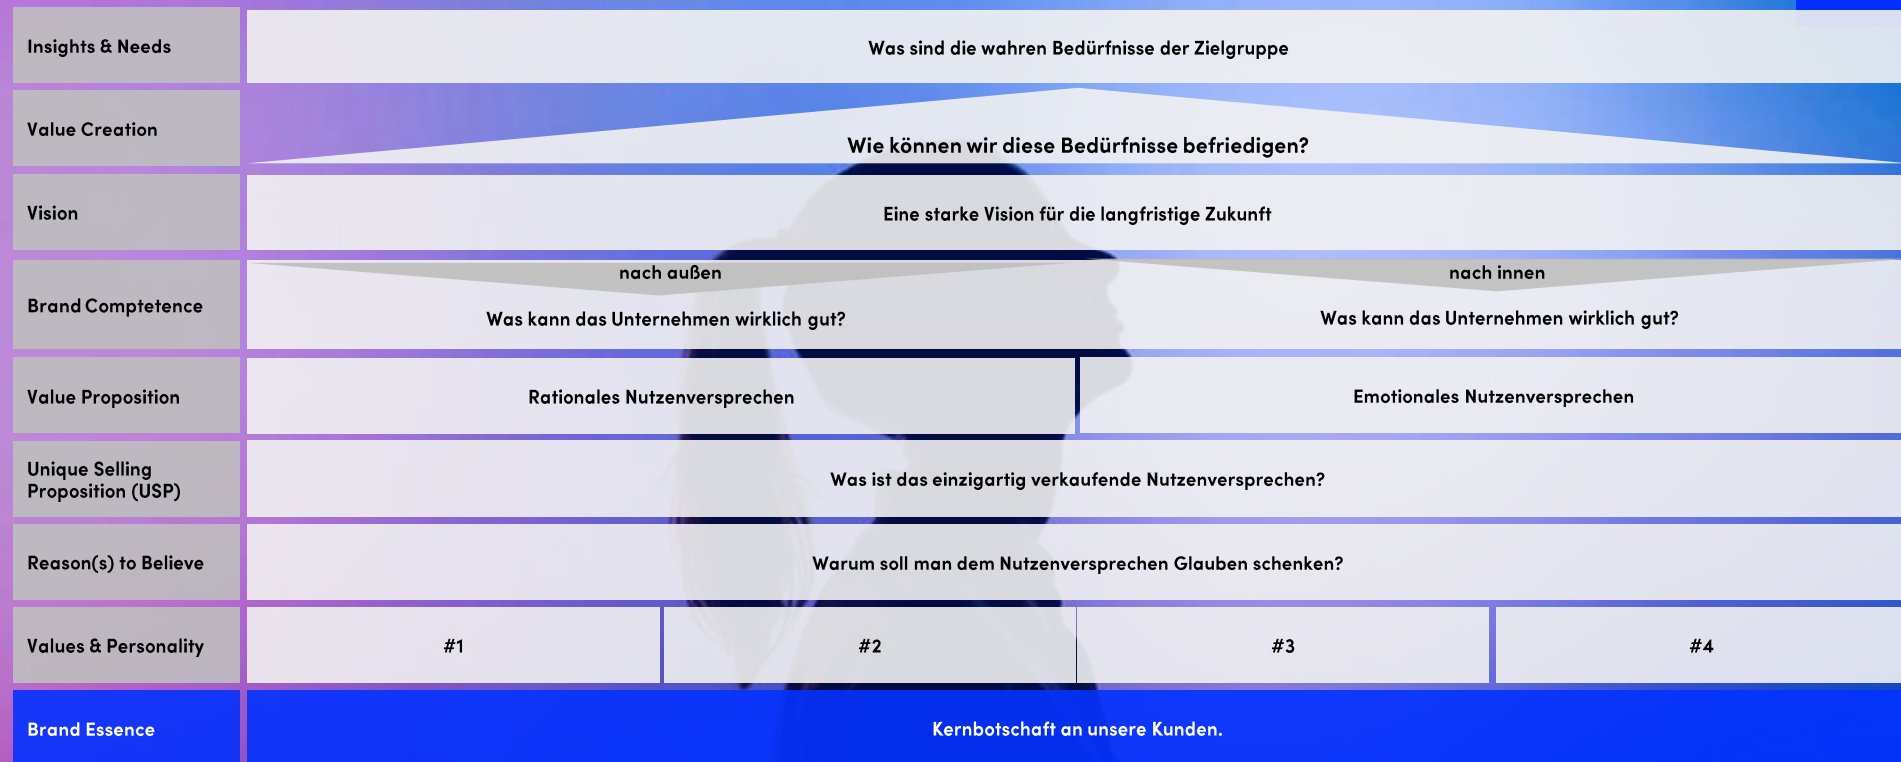 Insights & Needs
Was sind die wahren Bedürfnisse der Zielgruppe
Value Creation
Wie können wir diese Bedürfnisse befriedigen?
Vision
Eine starke Vision für die langfristige Zukunft
Brand Comptetence
nach außen
Was kann das Unternehmen wirklich gut?
nach innen
Was kann das Unternehmen wirklich gut?
Value Proposition
Rationales Nutzenversprechen
Emotionales Nutzenversprechen
Unique Selling
Proposition (USP)
Was ist das einzigartig verkaufende Nutzenversprechen?
Reason(s) to Believe
Warum soll man dem Nutzenversprechen Glauben schenken?
Values & Personality
#1
#2
#3
#4
Brand Essence
Kernbotschaft an unsere Kunden.